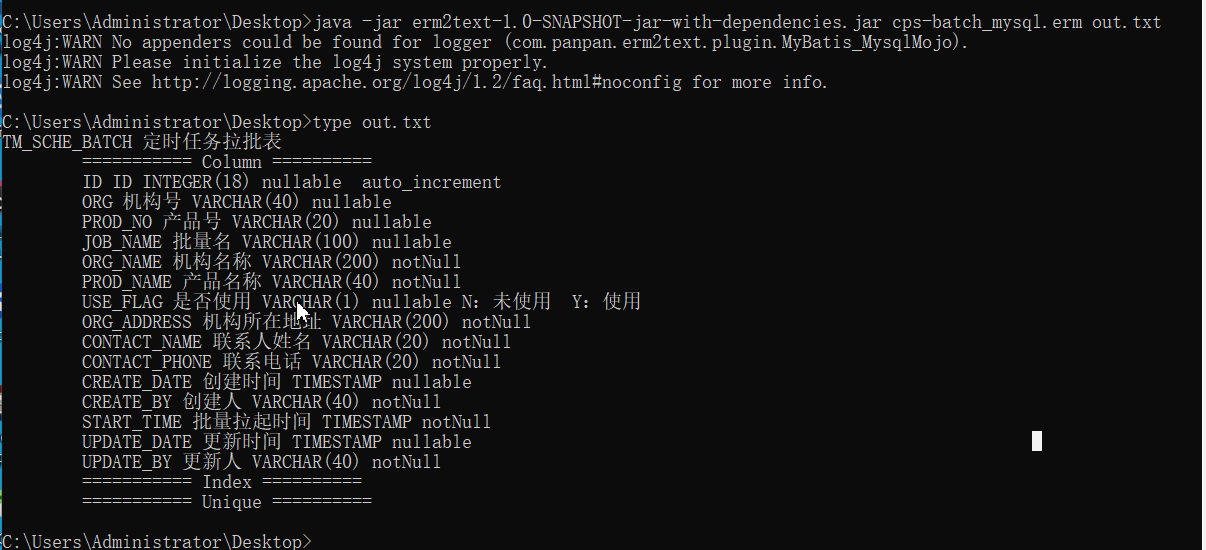 C:\Users\Administrator\Desktop>java -jar erm2text-1.0-SNAPSHOT-jar-with-dependencies.jar cps-batch_mysql.erm out.txt
log4j:WARN No appenders could be found for logger (com.panpan.erm2text.plugin.MyBatis_MysqlMojo).
log4j:WARN Please initialize the log4j system properly.
log4j:WARN See http://logging.apache.org/log4j/1.2/faq.html#noconfig for more info.
C:\Users\Administrator\Desktop>type out.txt
TM_SCHE_BATCH 定时任务拉批表
=========== Column ==========
ID ID INTEGER(18) nullable  auto_increment
ORG 机构号 VARCHAR(40) nullable
PROD_NO 产品号 VARCHAR(20) nullable
JOB_NAME 批量名 VARCHAR(100) nullable
ORG_NAME 机构名称 VARCHAR(200) notNull
PROD_NAME 产品名称 VARCHAR(40) notNull
USE_FLAG 是否使用 VARCHAR(1) nullable N：未使用  Y：使用
ORG_ADDRESS 机构所在地址 VARCHAR(200) notNull
CONTACT_NAME 联系人姓名 VARCHAR(20) notNull
CONTACT_PHONE 联系电话 VARCHAR(20) notNull
CREATE_DATE 创建时间 TIMESTAMP nullable
CREATE_BY 创建人 VARCHAR(40) notNull
START_TIME 批量拉起时间 TIMESTAMP notNull
UPDATE_DATE 更新时间 TIMESTAMP nullable
UPDATE_BY 更新人 VARCHAR(40) notNull
=========== Index ==========
=========== Unique ==========
C:\Users\Administrator\Desktop>